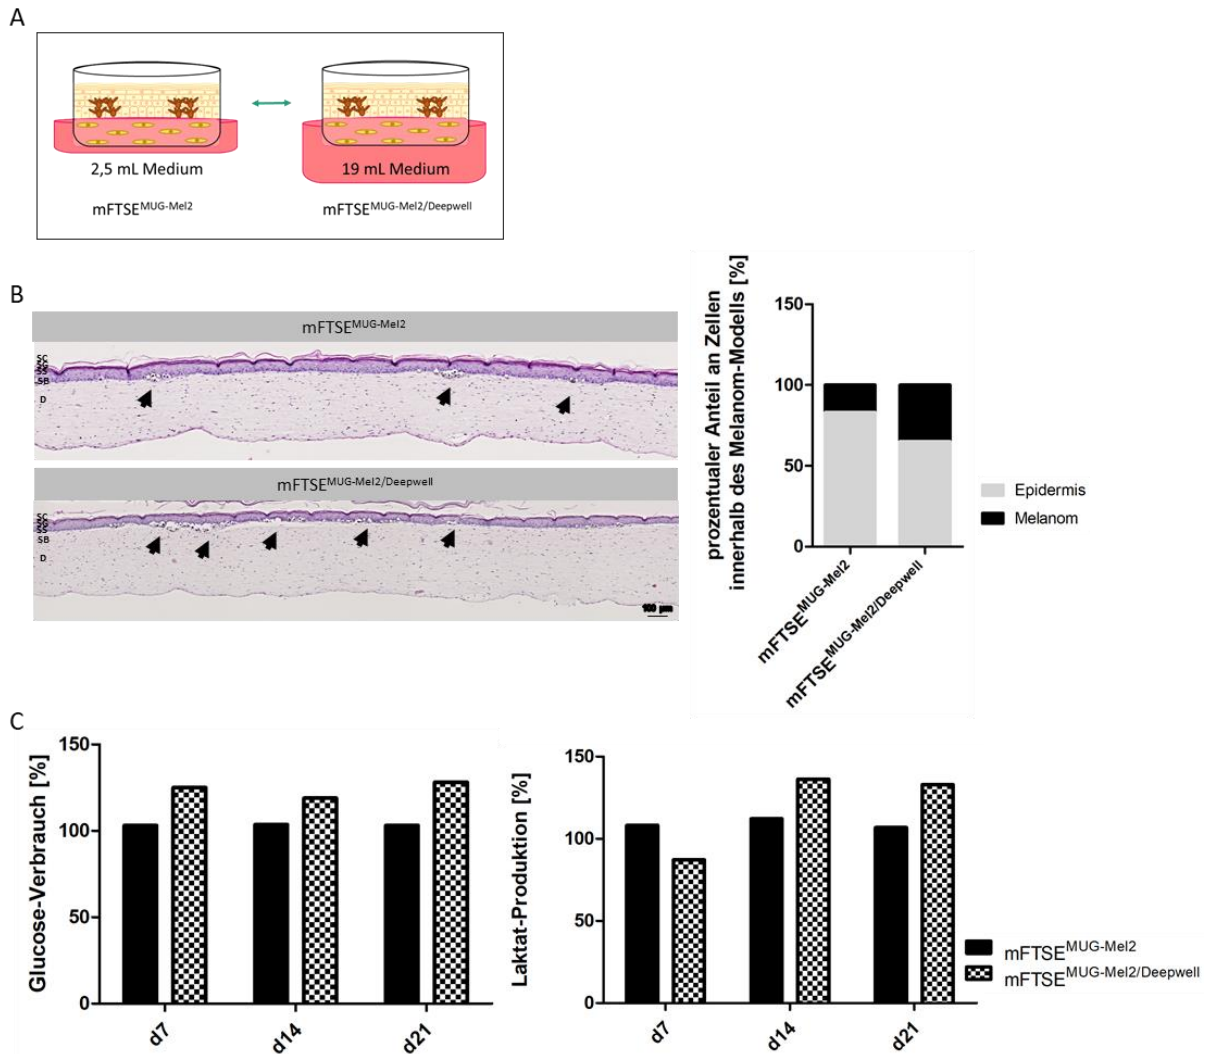 A
2,5 mL Medium
19 mL Medium
mFTSE^MUG-Mel2
mFTSE^MUG-Mel2/Deepwell
B
mFTSE^MUG-Mel2
SC
SB
D
mFTSE^MUG-Mel2/Deepwell
SC
SB
D
100 µm
prozentualer Anteil an Zellen
innerhalb des Melanom-Modells [%]
150
100
50
0
mFTSE^MUG-Mel2
mFTSE^MUG-Mel2/Deepwell
Epidermis
Melanom
C
Glucose-Verbrauch [%]
150
100
50
0
d7
d14
d21
Laktat-Produktion [%]
150
100
50
0
d7
d14
d21
mFTSE^MUG-Mel2
mFTSE^MUG-Mel2/Deepwell